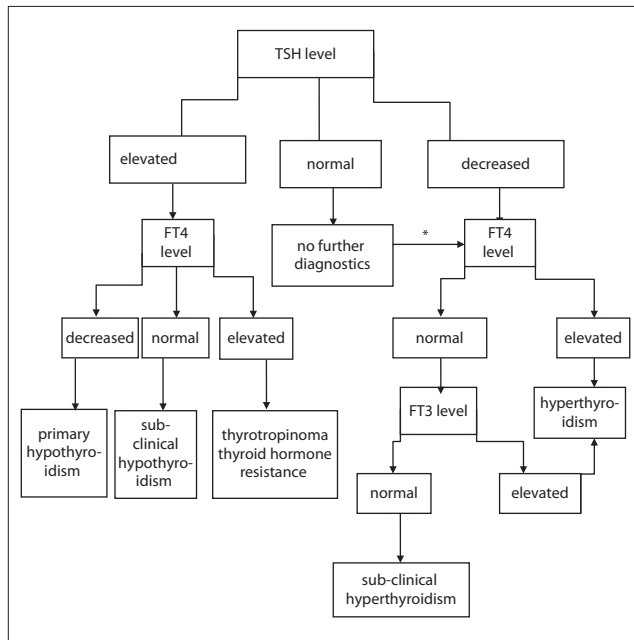 TSH level
elevated
normal
decreased
FT4
level
no further
diagnostics
*
FT4
level
decreased
normal
elevated
normal
elevated
primary
hypothyro-
idism
sub-
clinical
hypothyro-
idism
thyrotropinoma
thyroid hormone
resistance
FT3 level
hyperthyro-
idism
normal
elevated
sub-clinical
hyperthyroidism